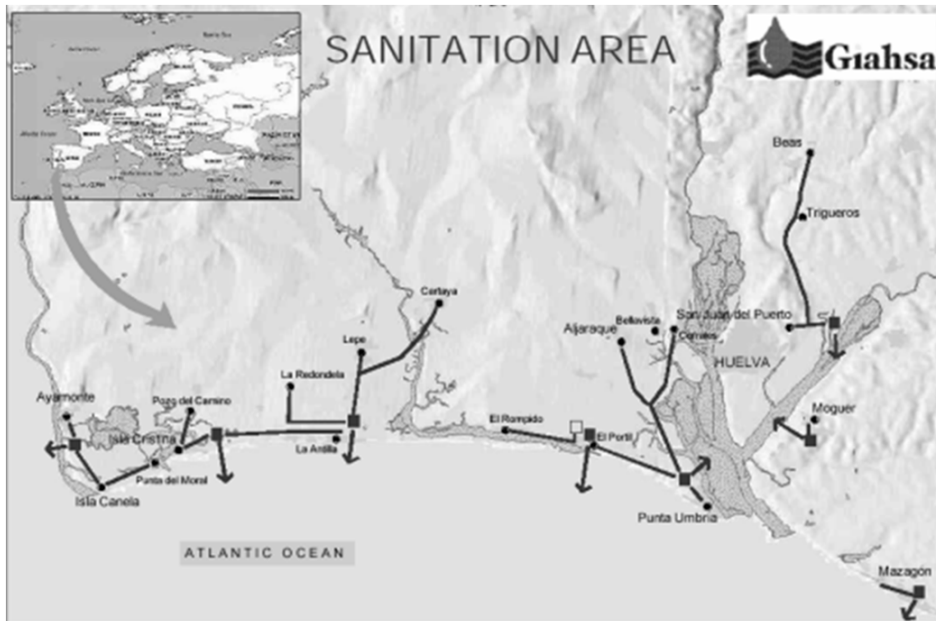 SANITATION AREA
Giahsa
Beas
Trigueros
Cartaya
San Juan del Puerto
Bellavista
Aljaraque
Corrales
Lepe
HUELVA
La Redondela
Ayamonte
Pozo del Camino
Moguer
El Rompido
Isla Cristina
El Portil
La Antilla
Punta del Moral
Isla Canela
Punta Umbria
ATLANTIC OCEAN
Mazagón